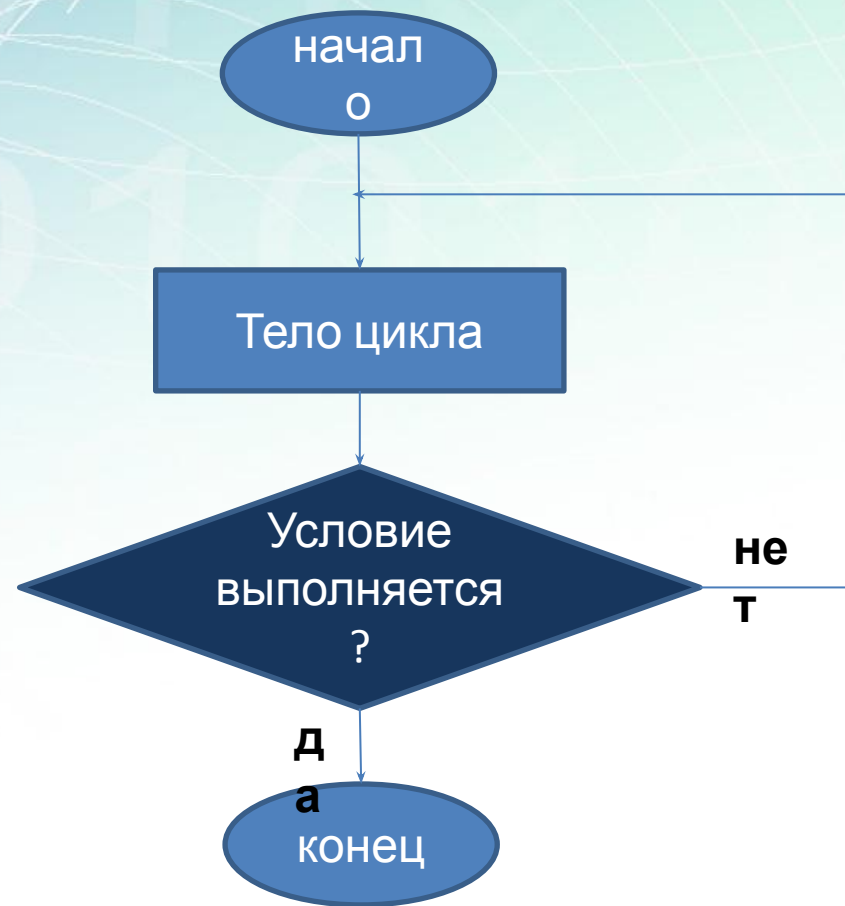 начал
о
Тело цикла
Условие
выполняется
?
не
т
д
а
конец